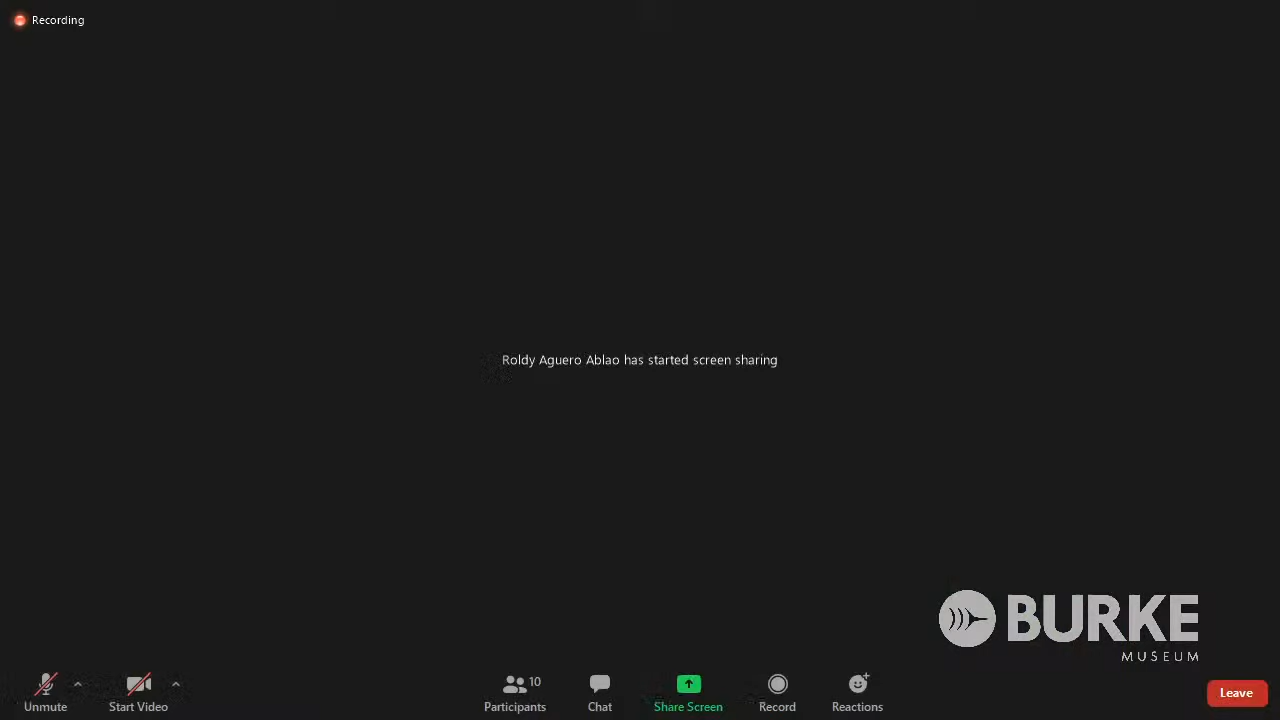 Recording
Roldy Aguero Ablao has started screen sharing
BURKE
MUSEUM
Unmute
Start Video
Participants
10
Chat
Share Screen
Record
Reactions
Leave